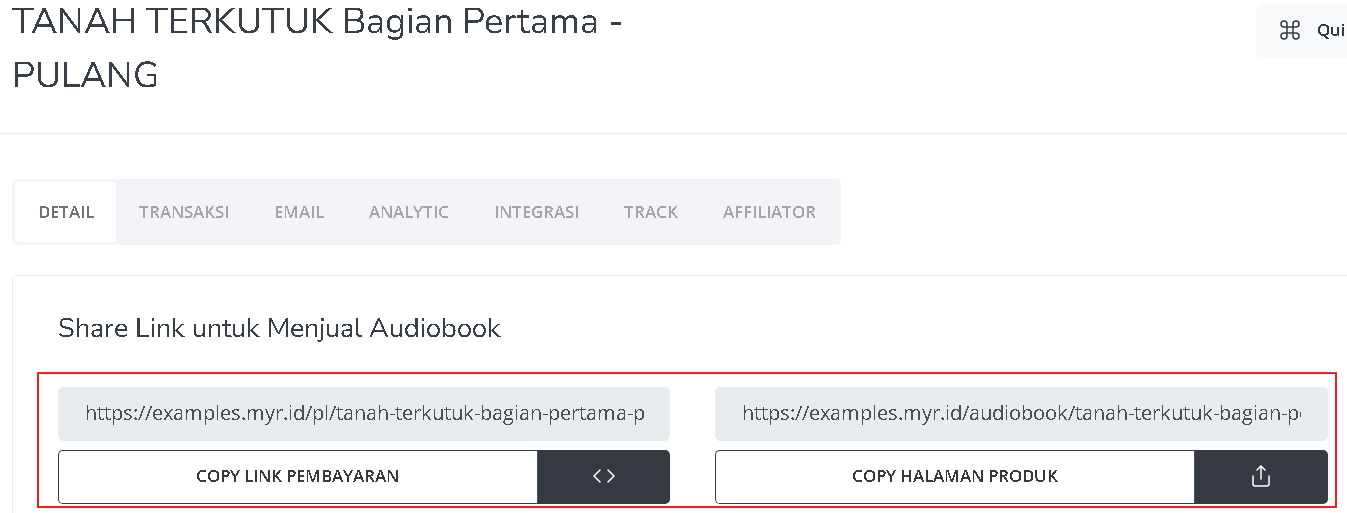 TANAH TERKUTUK Bagian Pertama -
PULANG
Qui
DETAIL TRANSAKSI EMAIL ANALYTIC INTEGRASI TRACK AFFILIATOR
Share Link untuk Menjual Audiobook
https://examples.myr.id/pl/tanah-terkutuk-bagian-pertama-p
https://examples.myr.id/audiobook/tanah-terkutuk-bagian-p
COPY LINK PEMBAYARAN
COPY HALAMAN PRODUK